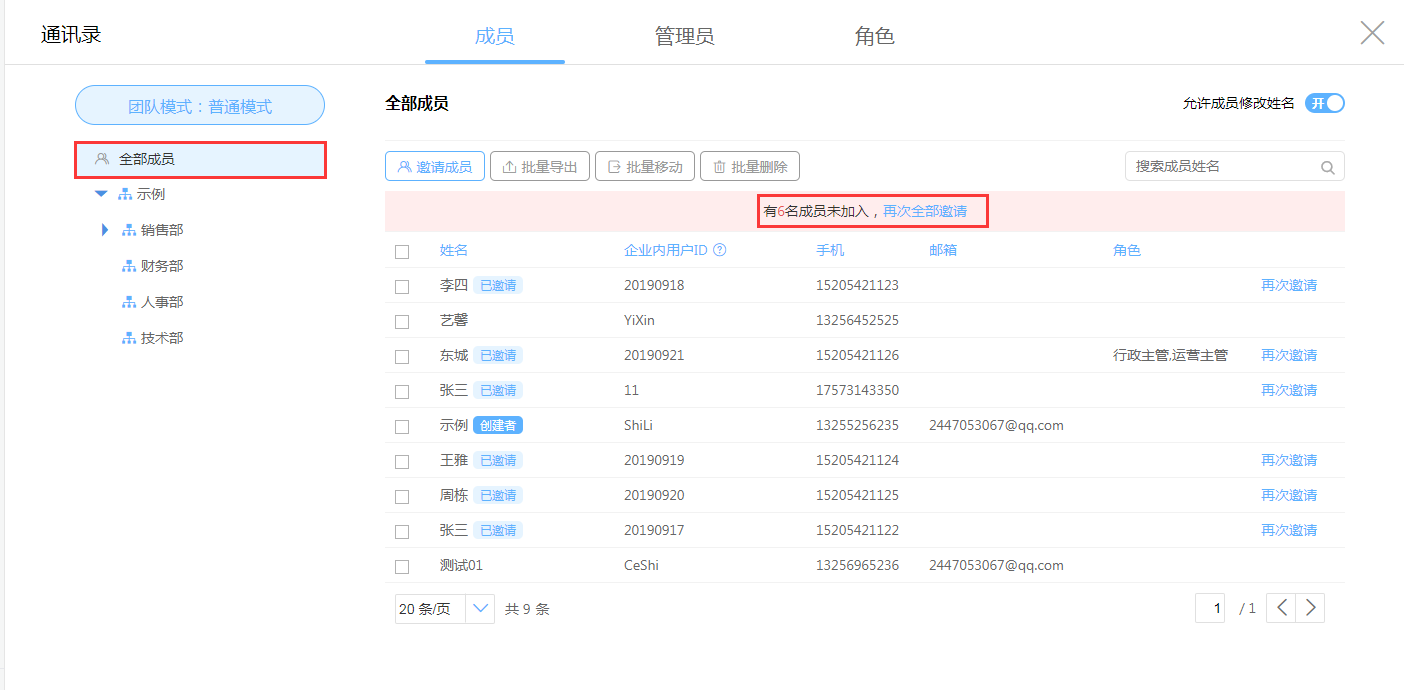 通讯录
成员 管理员 角色
团队模式：普通模式
全部成员
示例
销售部
财务部
人事部
技术部
全部成员
允许成员修改姓名 开
邀请成员 批量导出 批量移动 批量删除 搜索成员姓名
有6名成员未加入，再次全部邀请
姓名 企业内用户ID ? 手机 邮箱 角色
李四 已邀请 20190918 15205421123 再次邀请
艺馨 YiXin 13256452525
东城 已邀请 20190921 15205421126 行政主管,运营主管 再次邀请
张三 已邀请 11 17573143350 再次邀请
示例 创建者 ShiLi 13255256235 2447053067@qq.com
王雅 已邀请 20190919 15205421124 再次邀请
周栋 已邀请 20190920 15205421125 再次邀请
张三 已邀请 20190917 15205421122 再次邀请
测试01 CeShi 13256965236 2447053067@qq.com
20 条/页 共 9 条 1 / 1